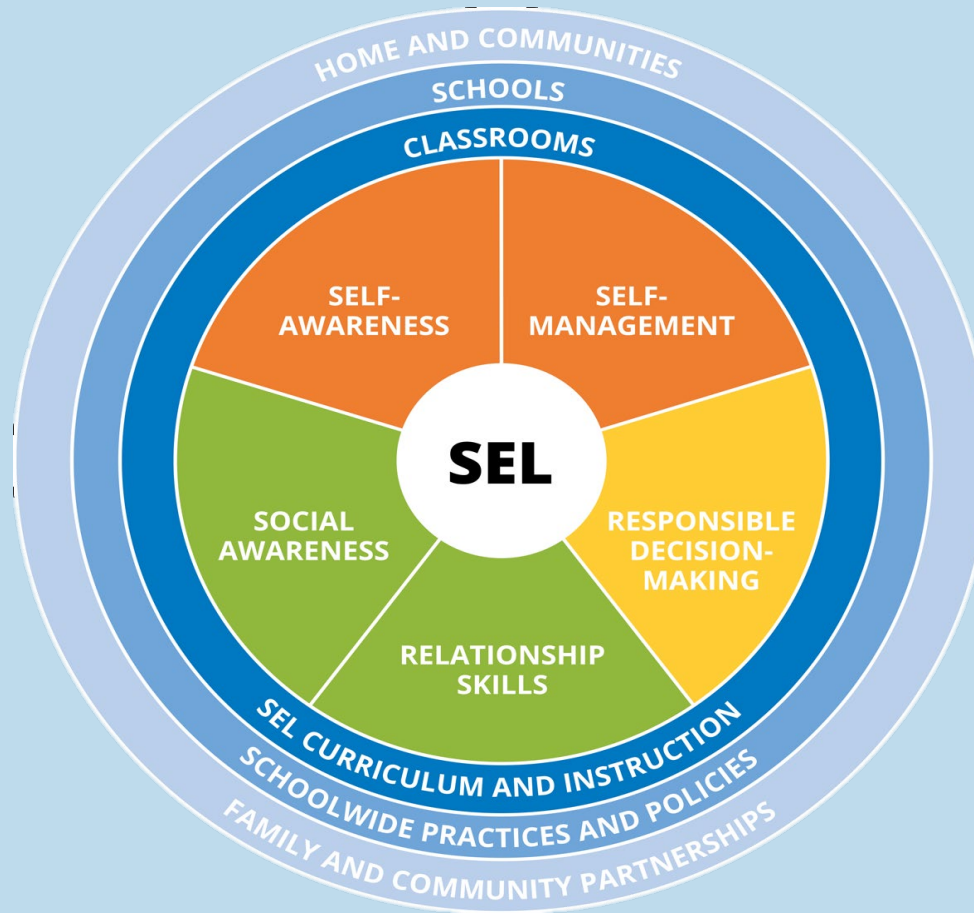 HOME AND COMMUNITIES
SCHOOLS
CLASSROOMS
SELF-
AWARENESS
SELF-
MANAGEMENT
SEL
SOCIAL
AWARENESS
RESPONSIBLE
DECISION-
MAKING
RELATIONSHIP
SKILLS
SEL CURRICULUM AND INSTRUCTION
SCHOOLWIDE PRACTICES AND POLICIES
FAMILY AND COMMUNITY PARTNERSHIPS